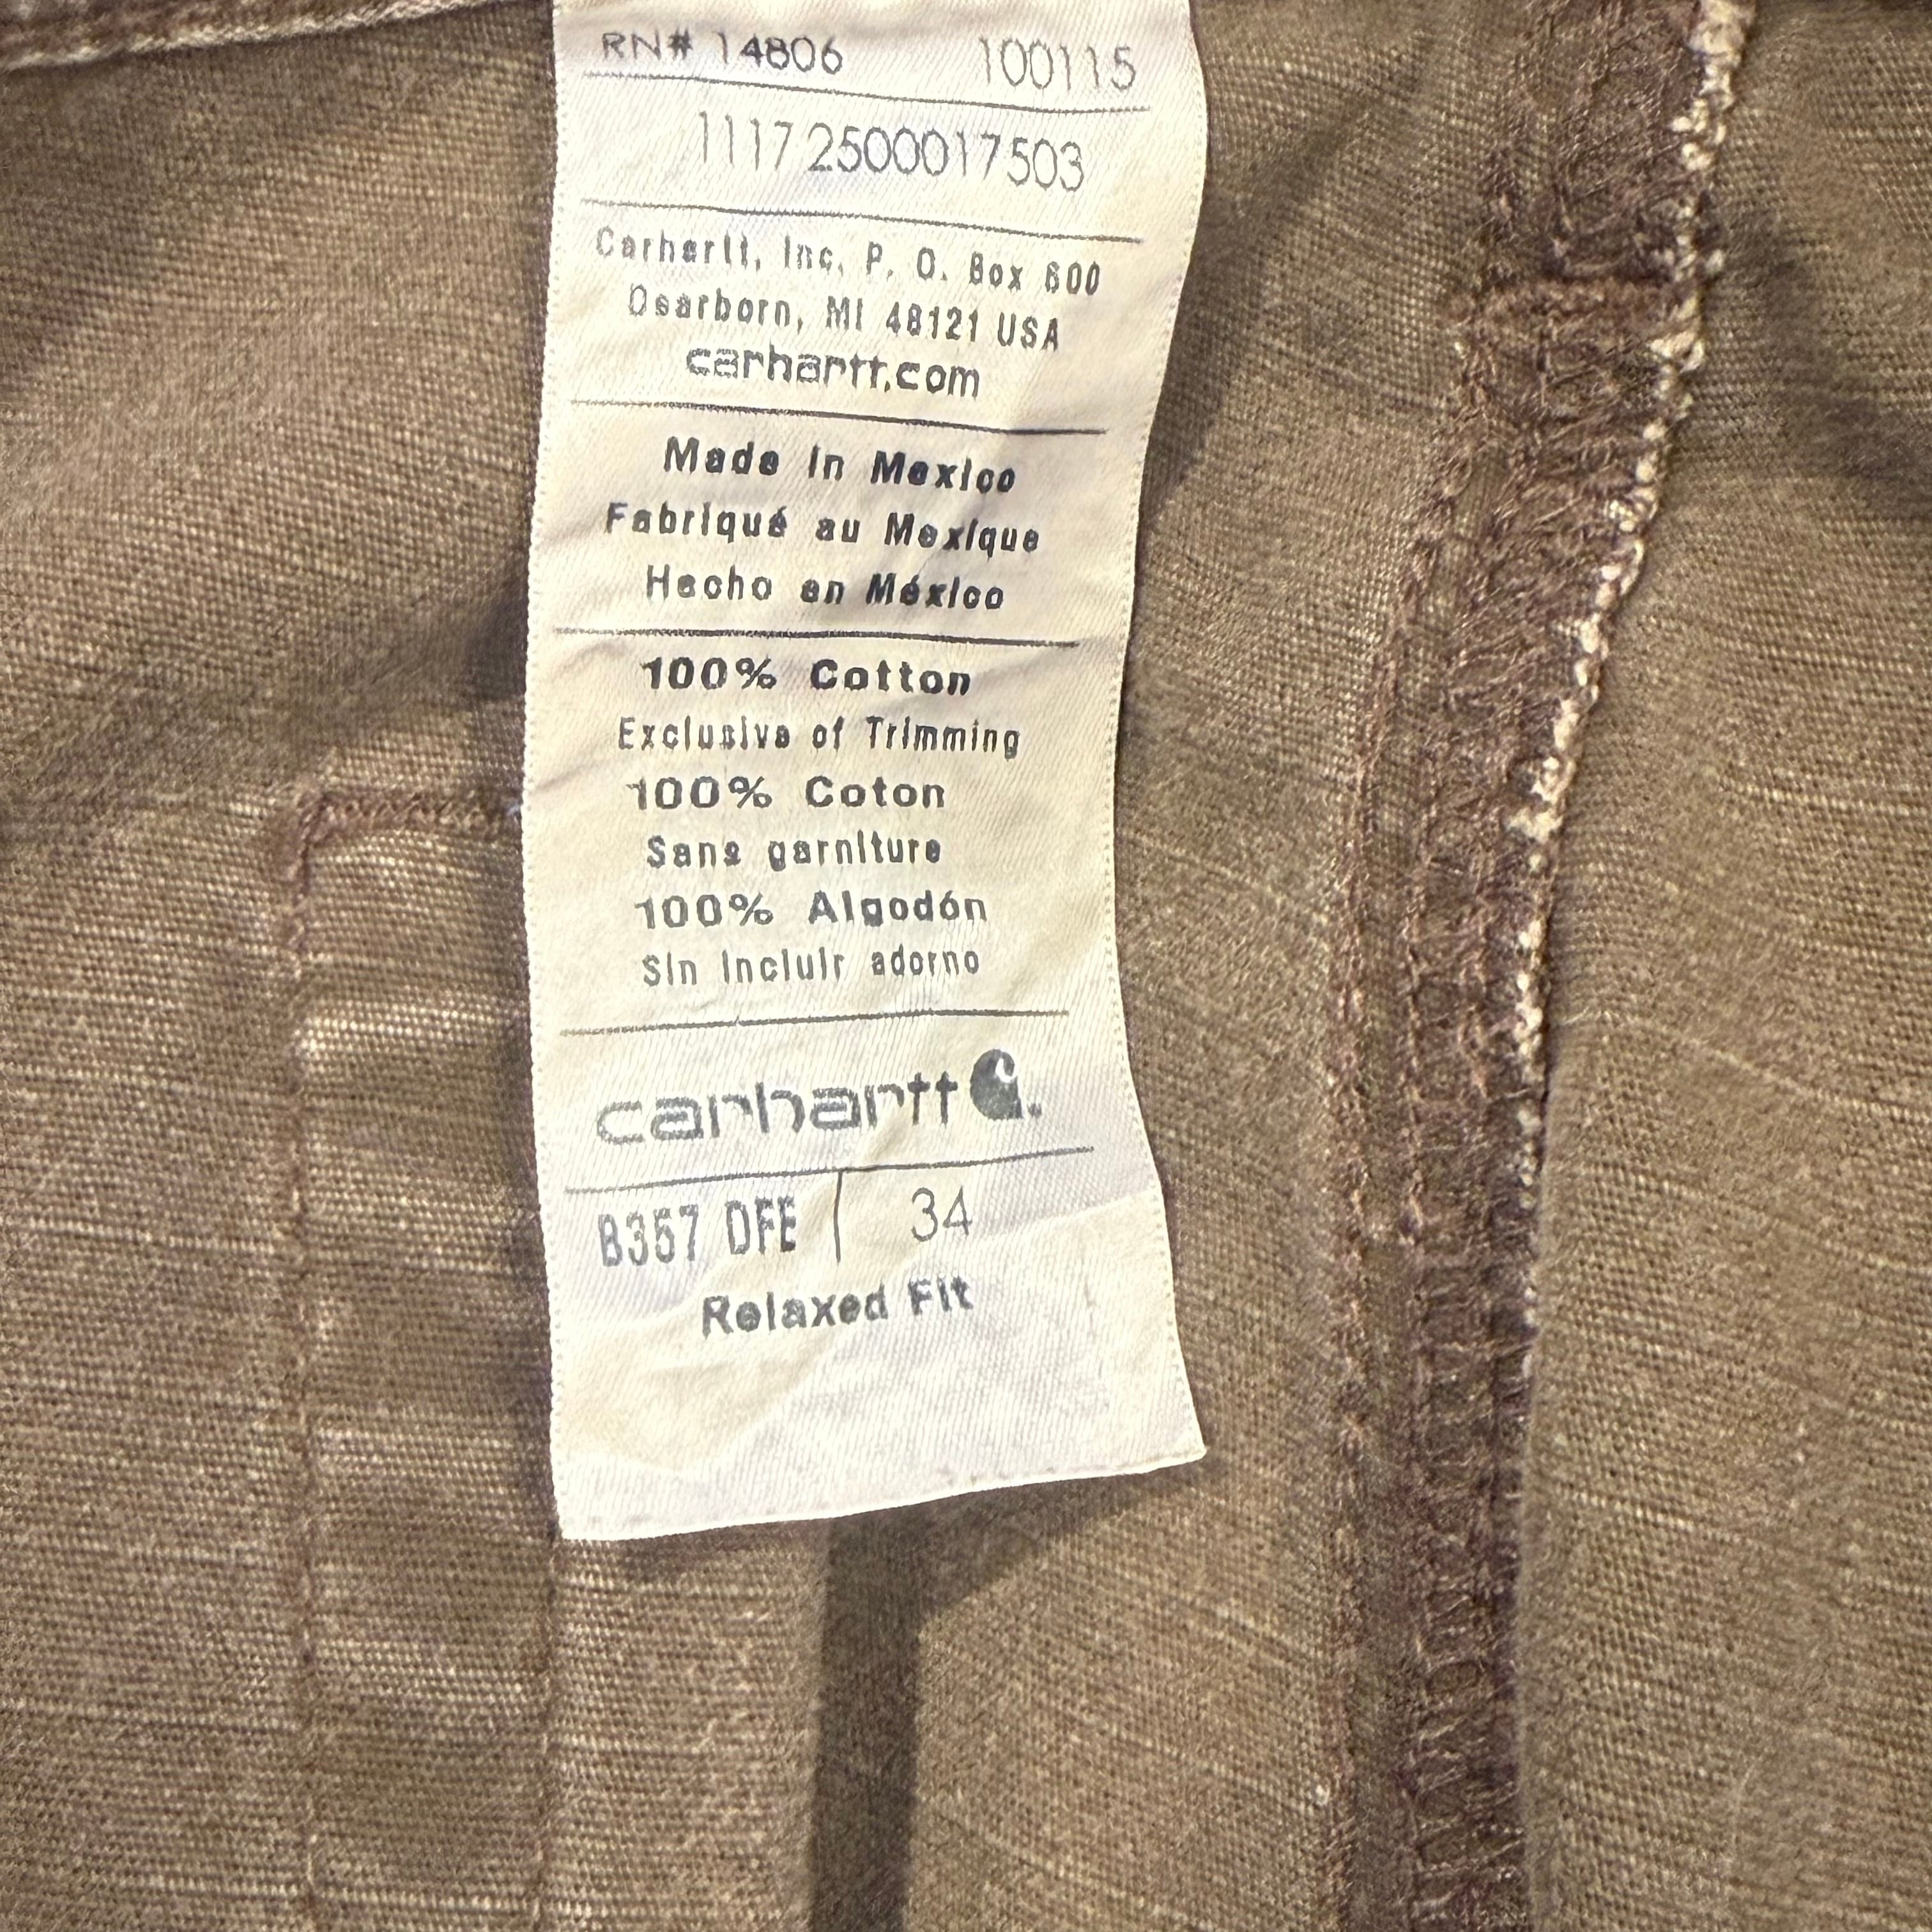 RN# 14806 100115
11172500017503
Carhartt, Inc. P. O. Box 600
Dearborn, MI 48121 USA
carhartt.com
Made in Mexico
Fabriqué au Mexique
Hecho en México
100% Cotton
Exclusive of Trimming
100% Coton
Sans garniture
100% Algodón
Sin incluir adorno
carhartt
B357 DFE | 34
Relaxed Fit